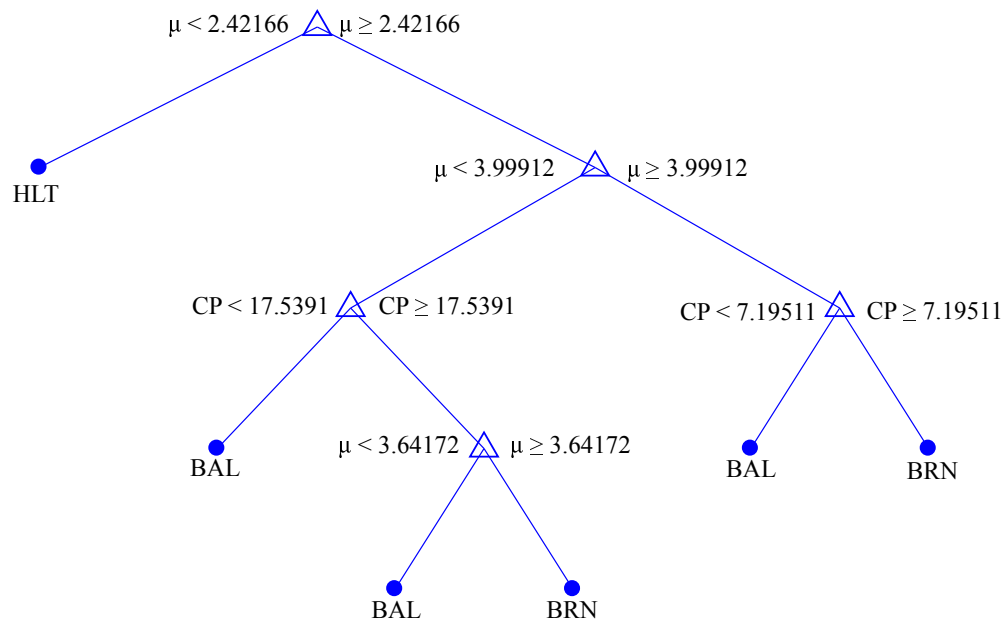 μ < 2.42166 μ ≥ 2.42166
HLT
μ < 3.99912 μ ≥ 3.99912
CP < 17.5391 CP ≥ 17.5391
CP < 7.19511 CP ≥ 7.19511
BAL
μ < 3.64172 μ ≥ 3.64172
BAL
BRN
BAL
BRN